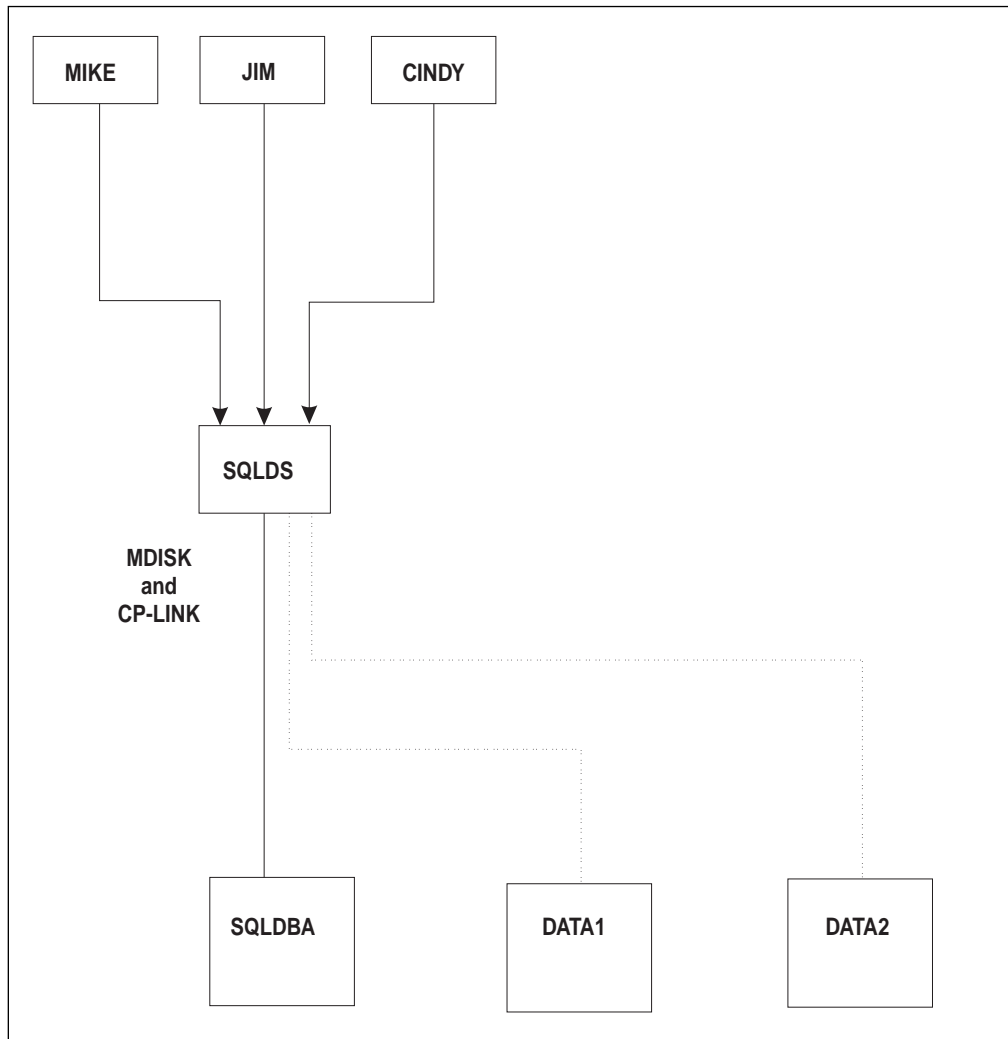 MIKE
JIM
CINDY
SQLDS
MDISK
and
CP-LINK
SQLDBA
DATA1
DATA2